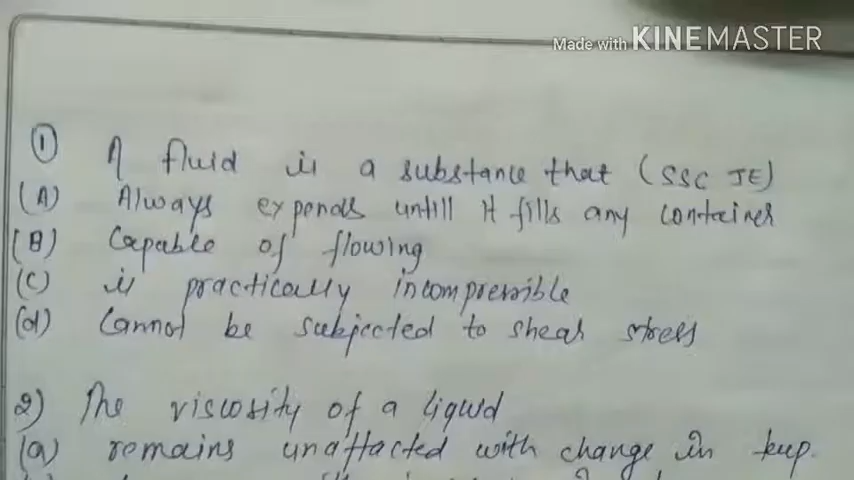 Made with KINEMASTER
① A fluid is a substance that (SSC JE)
(A) Always expends untill it fills any container
(B) Capable of flowing
(C) is practically incompressible
(d) Cannot be subjected to shear stress
2) The viscosity of a liquid
(a) remains unaffacted with change in temp.